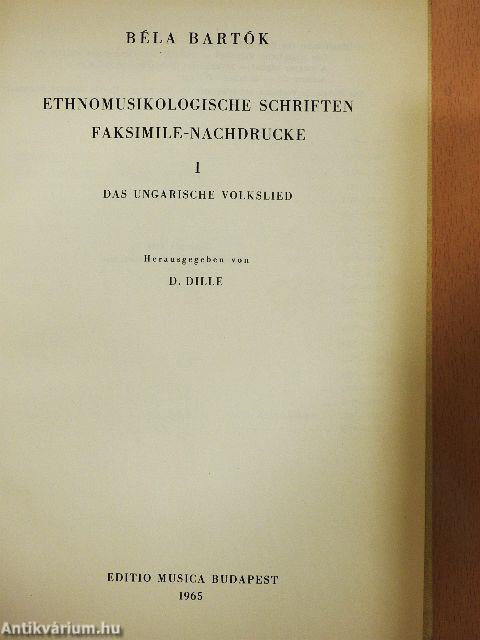 BÉLA BARTÓK
ETHNOMUSIKOLOGISCHE SCHRIFTEN
FAKSIMILE-NACHDRUCKE
I
DAS UNGARISCHE VOLKSLIED
Herausgegeben von
D. DILLE
EDITIO MUSICA BUDAPEST
1965
Antikvárium.hu